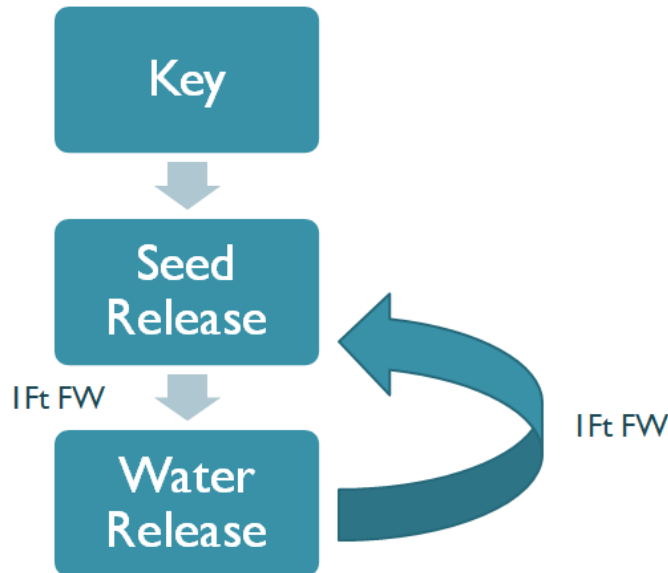 Key
Seed
Release
1Ft FW
1Ft FW
Water
Release